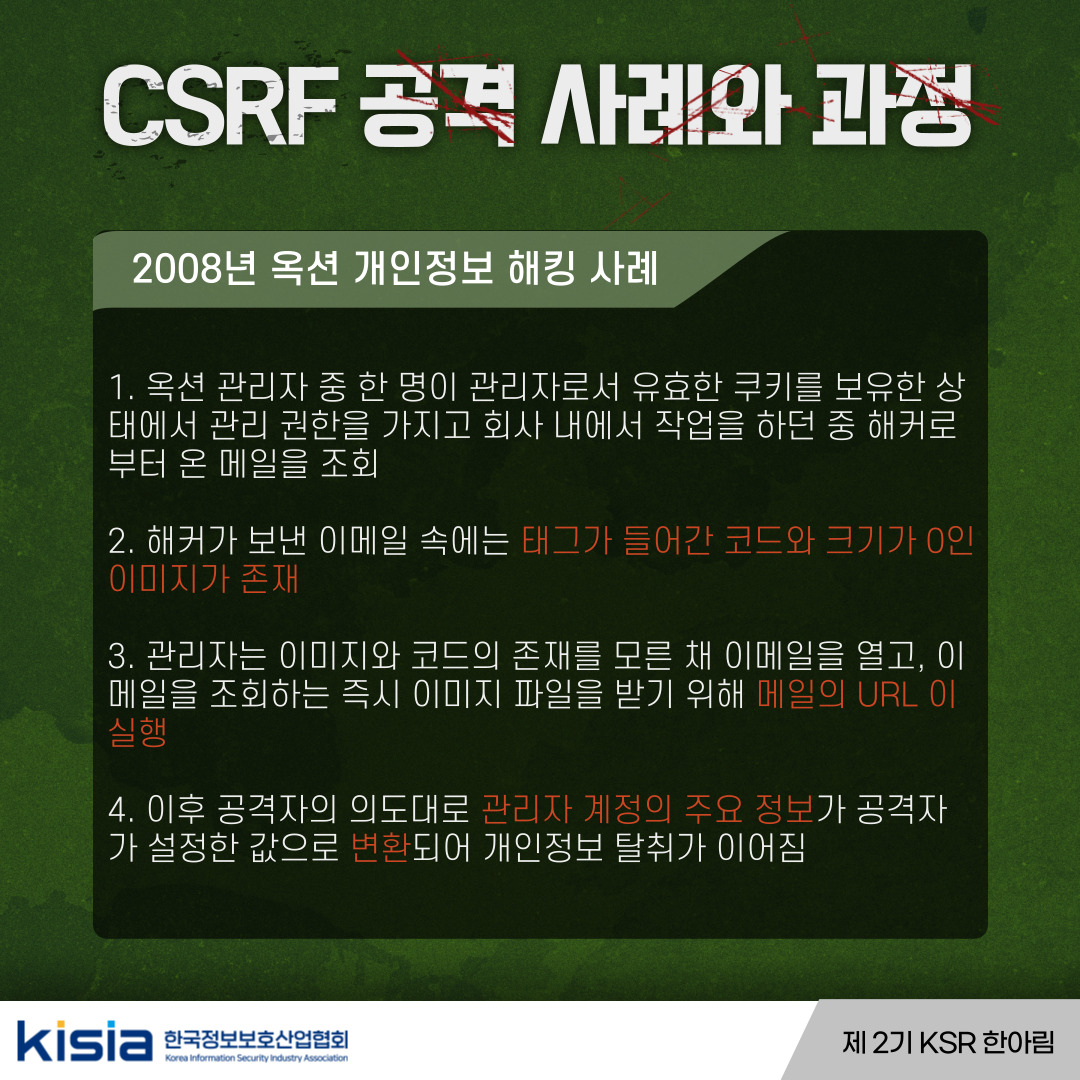 CSRF 공격 사례와 과정
2008년 옥션 개인정보 해킹 사례
1. 옥션 관리자 중 한 명이 관리자로서 유효한 쿠키를 보유한 상
태에서 관리 권한을 가지고 회사 내에서 작업을 하던 중 해커로
부터 온 메일을 조회
2. 해커가 보낸 이메일 속에는 태그가 들어간 코드와 크기가 0인
이미지가 존재
3. 관리자는 이미지와 코드의 존재를 모른 채 이메일을 열고, 이
메일을 조회하는 즉시 이미지 파일을 받기 위해 메일의 URL 이
실행
4. 이후 공격자의 의도대로 관리자 계정의 주요 정보가 공격자
가 설정한 값으로 변환되어 개인정보 탈취가 이어짐
kisia 한국정보보호산업협회
Korea Information Security Industry Association
제 2기 KSR 한아림